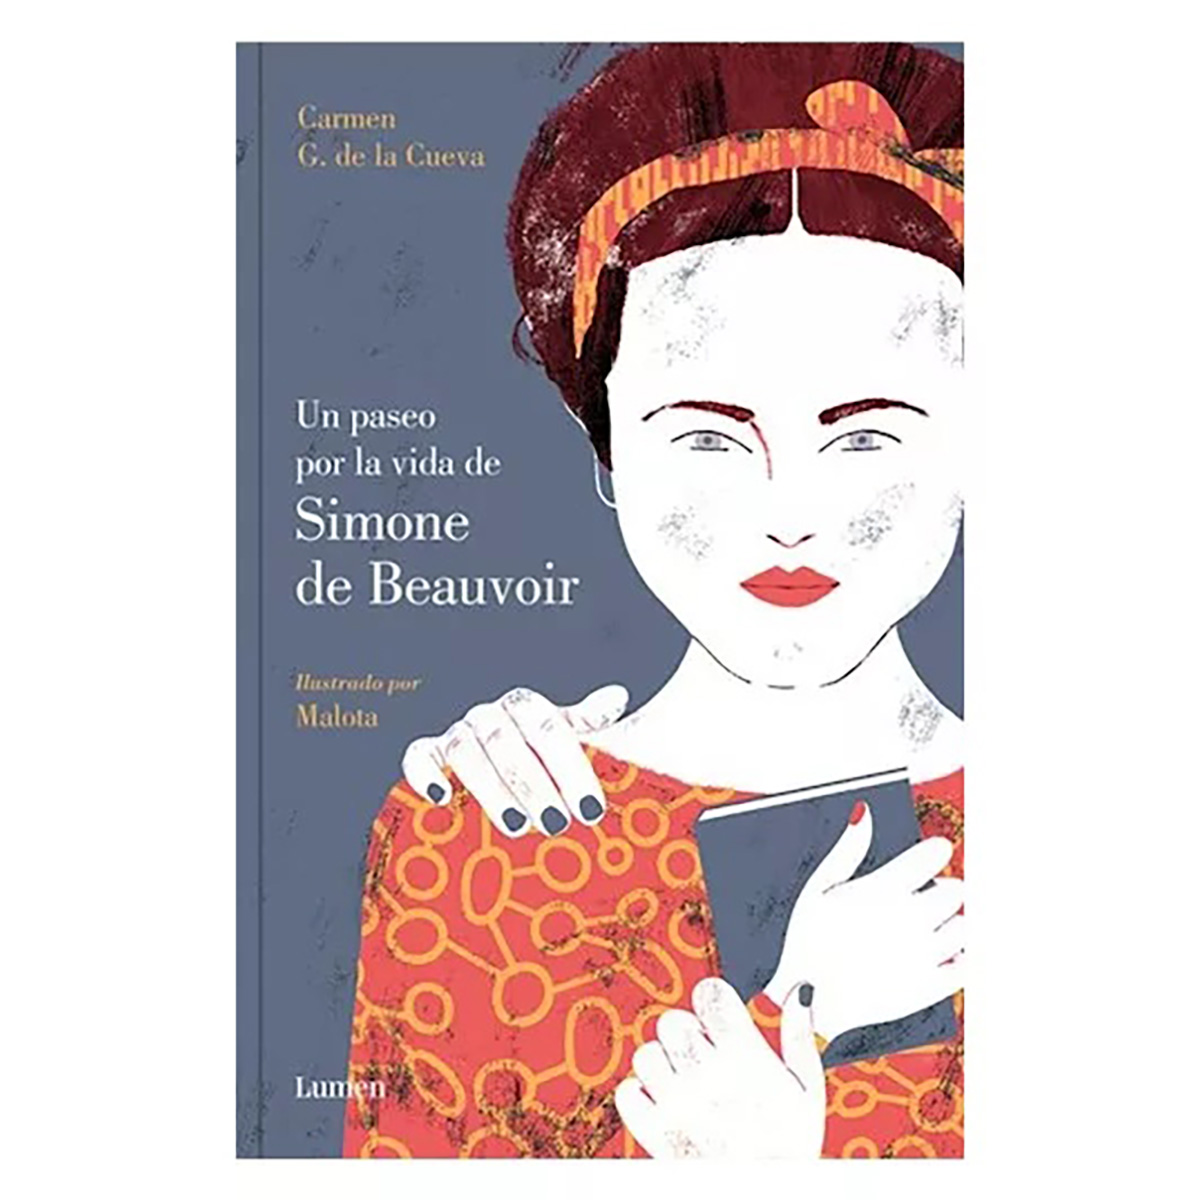 Carmen
G. de la Cueva
Un paseo
por la vida de
Simone
de Beauvoir
Ilustrado por
Malota
Lumen